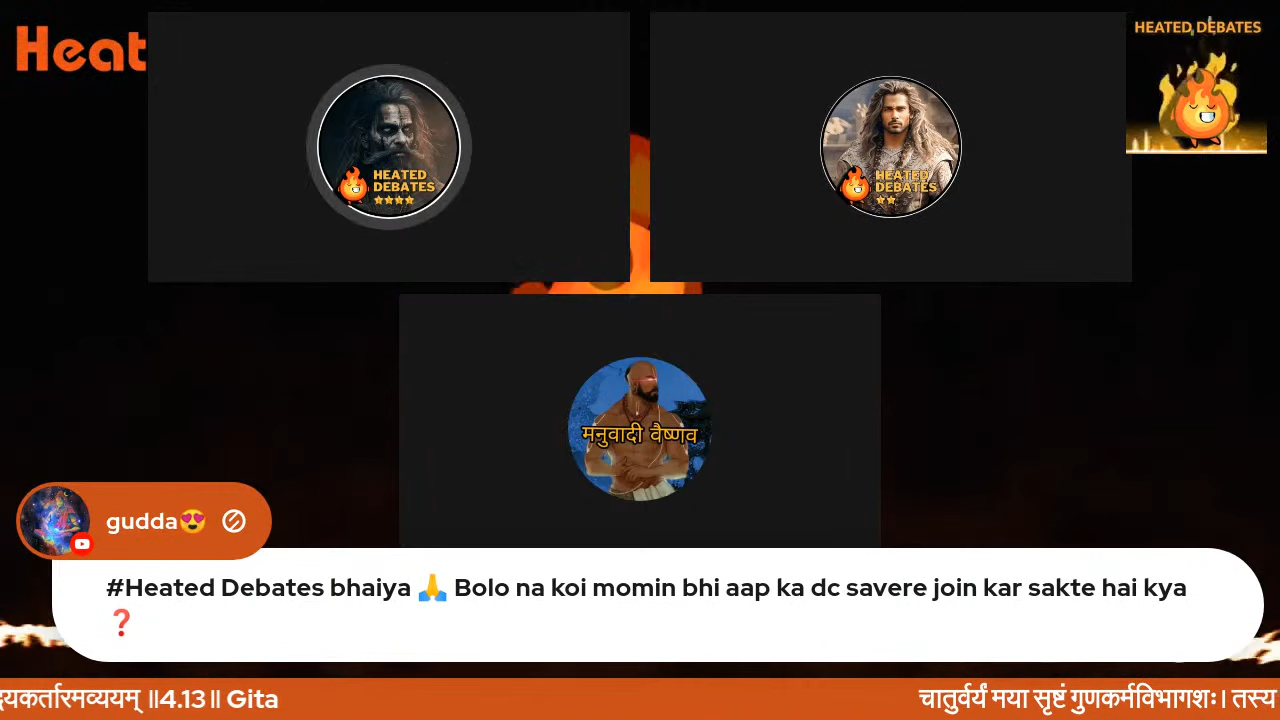 Heat
HEATED DEBATES
HEATED
DEBATES
HEATED
DEBATES
मनुवादी वैष्णव
gudda😍
#Heated Debates bhaiya 🙏 Bolo na koi momin bhi aap ka dc savere join kar sakte hai kya
❓
कर्तारमव्ययम् ॥4.13॥ Gita
चातुर्वर्यं मया सृष्टं गुणकर्मविभागशः। तस्य